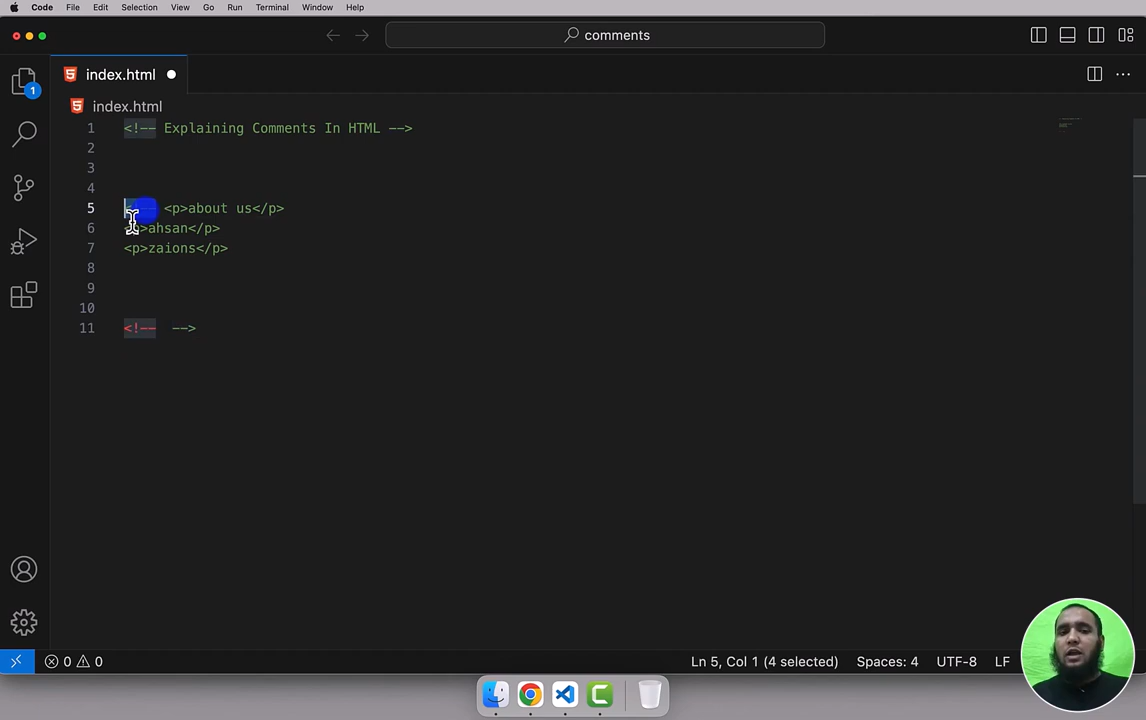 Code File Edit Selection View Go Run Terminal Window Help
comments
index.html
1
index.html
1 <!-- Explaining Comments In HTML -->
2
3
4
5 <!-- <p>about us</p>
6 <p>ahsan</p>
7 <p>zaions</p>
8
9
10
11 <!-- -->
0 0 Ln 5, Col 1 (4 selected) Spaces: 4 UTF-8 LF